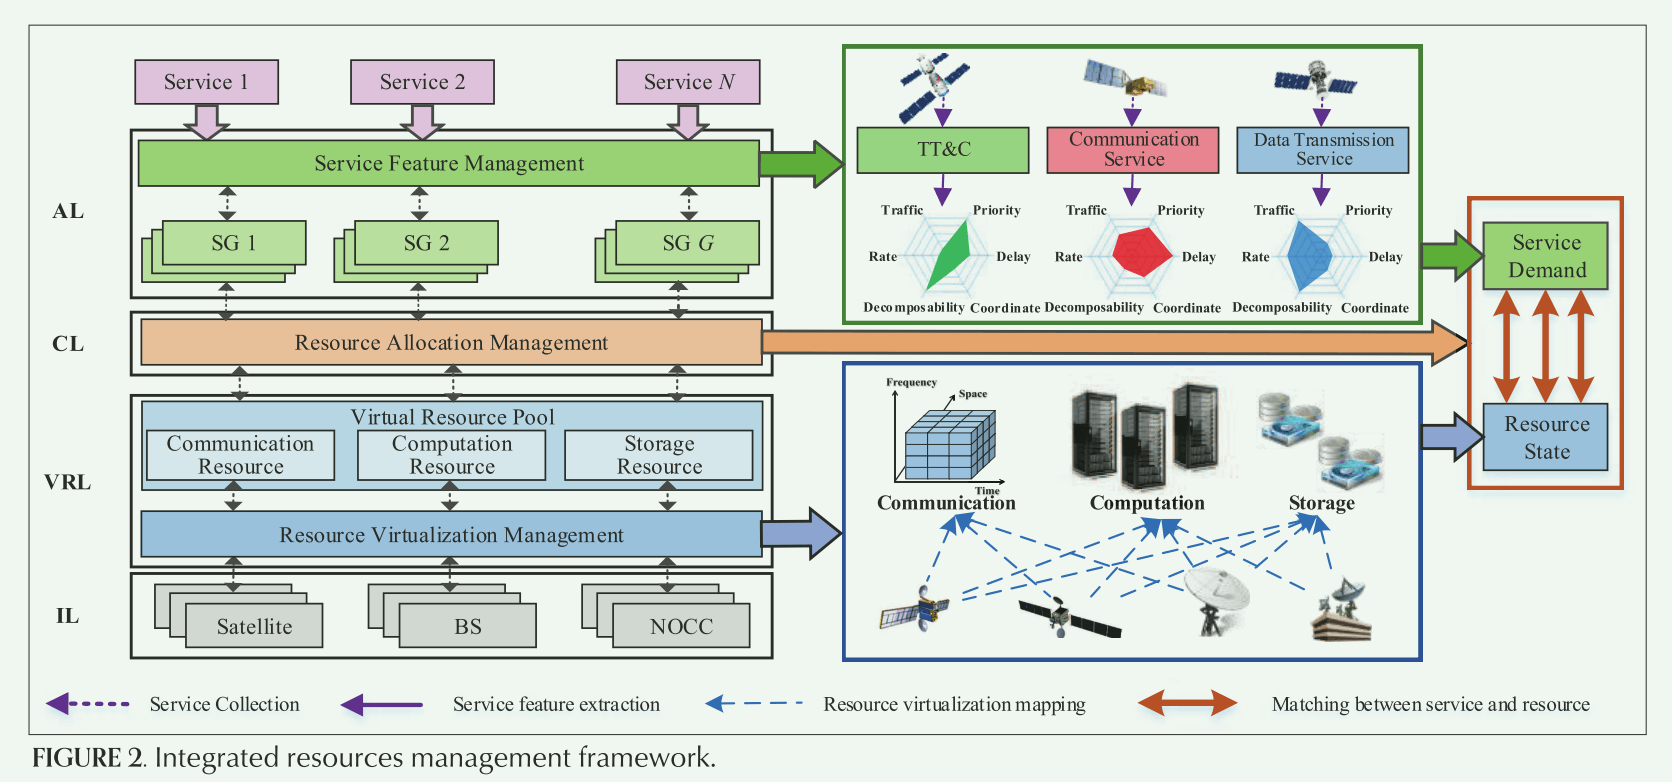 Service 1
Service 2
Service N
AL
Service Feature Management
SG 1
SG 2
SG G
CL
Resource Allocation Management
VRL
Virtual Resource Pool
Communication
Resource
Computation
Resource
Storage
Resource
Resource Virtualization Management
IL
Satellite
BS
NOCC
TT&C
Communication
Service
Data Transmission
Service
Traffic
Priority
Rate
Delay
Decomposability
Coordinate
Traffic
Priority
Rate
Delay
Decomposability
Coordinate
Traffic
Priority
Rate
Delay
Decomposability
Coordinate
Frequency
Space
Time
Communication
Computation
Storage
Service
Demand
Resource
State
Service Collection
Service feature extraction
Resource virtualization mapping
Matching between service and resource
FIGURE 2. Integrated resources management framework.